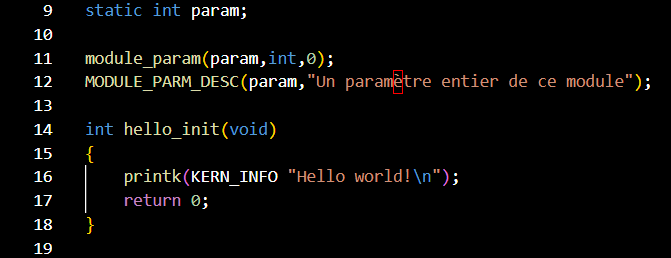 9 static int param;
10
11 module_param(param,int,0);
12 MODULE_PARM_DESC(param,"Un paramètre entier de ce module");
13
14 int hello_init(void)
15 {
16 printk(KERN_INFO "Hello world!\n");
17 return 0;
18 }
19